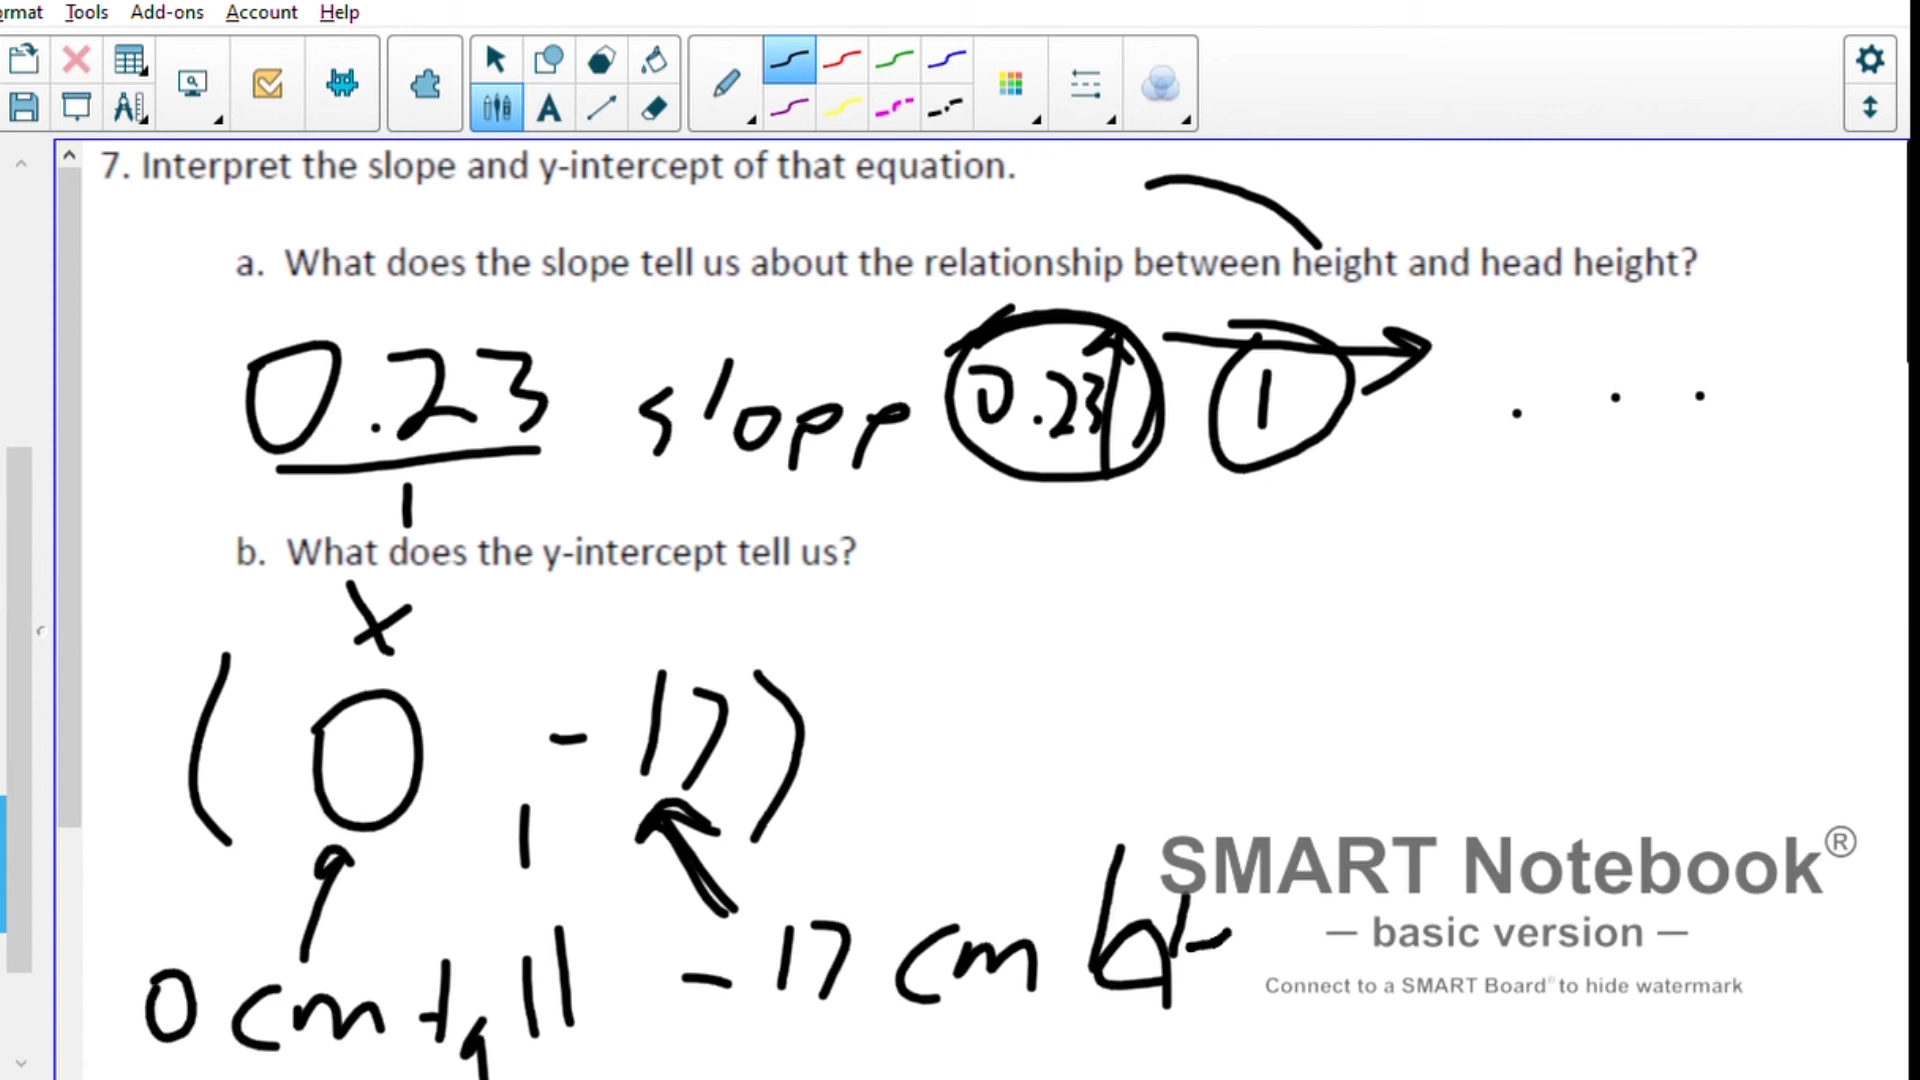 ormat Tools Add-ons Account Help
7. Interpret the slope and y-intercept of that equation.
a. What does the slope tell us about the relationship between height and head height?
0.23 slope 0.23 1 . . .
1
b. What does the y-intercept tell us?
x
(0, -17)
0 cm tall -17 cm
SMART Notebook®
— basic version —
Connect to a SMART Board® to hide watermark